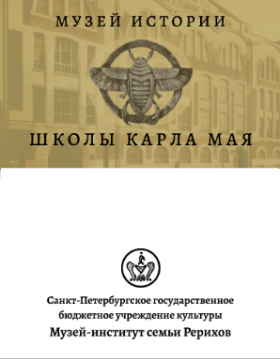 МУЗЕЙ ИСТОРИИ
ШКОЛЫ КАРЛА МАЯ
Санкт-Петербургское государственное
бюджетное учреждение культуры
Музей-институт семьи Рерихов